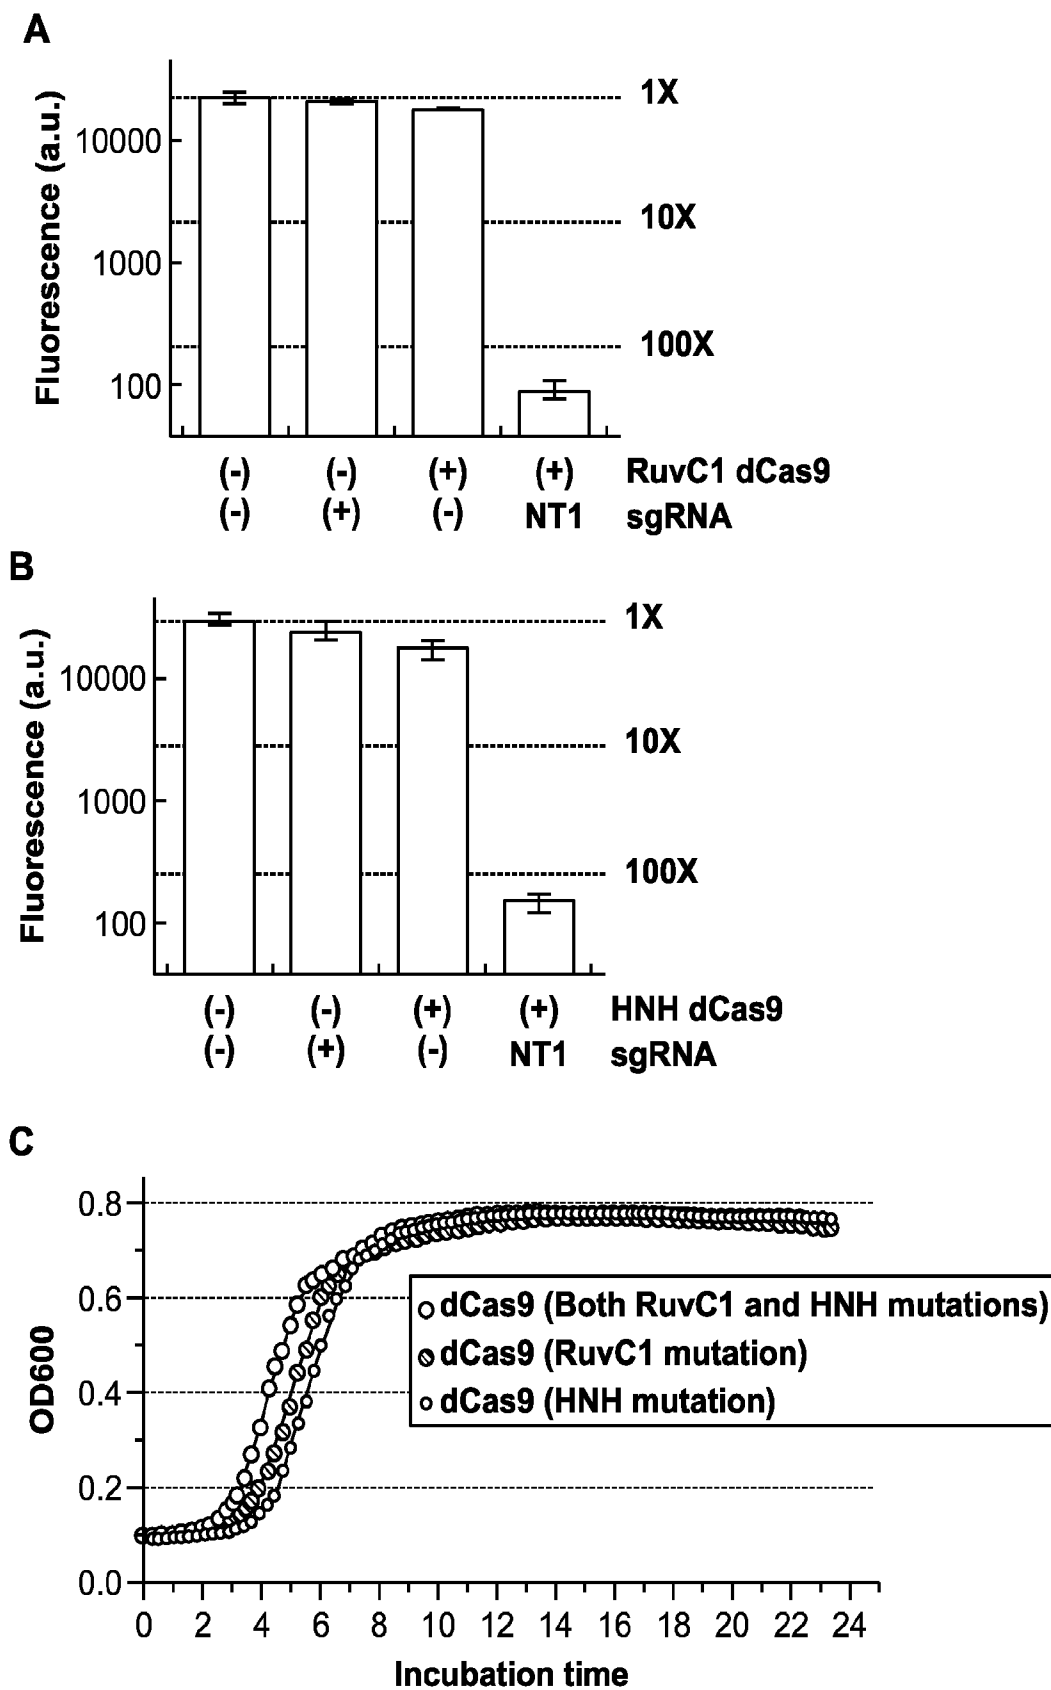 A
Fluorescence (a.u.)
1X
10000
10X
1000
100X
100
(-) (-) (+) (+) RuvC1 dCas9
(-) (+) (-) NT1 sgRNA
B
Fluorescence (a.u.)
1X
10000
10X
1000
100X
100
(-) (-) (+) (+) HNH dCas9
(-) (+) (-) NT1 sgRNA
C
OD600
0.8
0.6
dCas9 (Both RuvC1 and HNH mutations)
dCas9 (RuvC1 mutation)
0.4
dCas9 (HNH mutation)
0.2
0.0
0 2 4 6 8 10 12 14 16 18 20 22 24
Incubation time